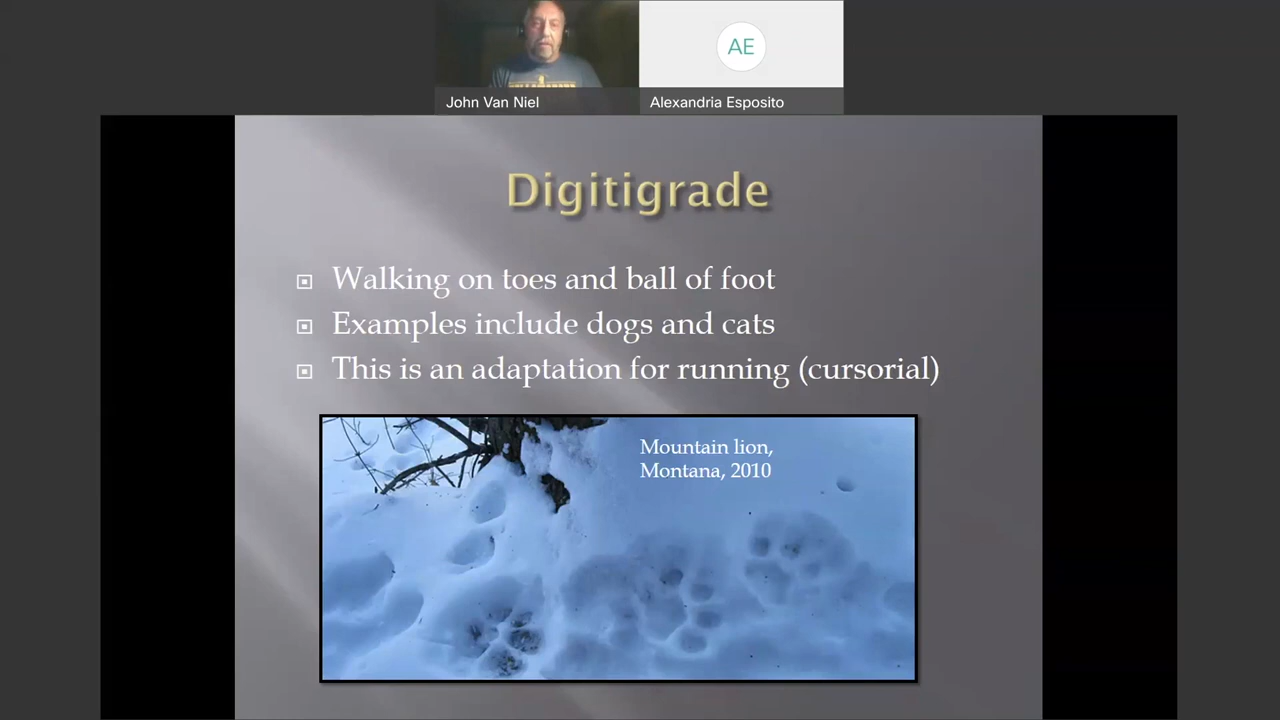 AE
John Van Niel
Alexandria Esposito
Digitigrade
Walking on toes and ball of foot
Examples include dogs and cats
This is an adaptation for running (cursorial)
Mountain lion,
Montana, 2010